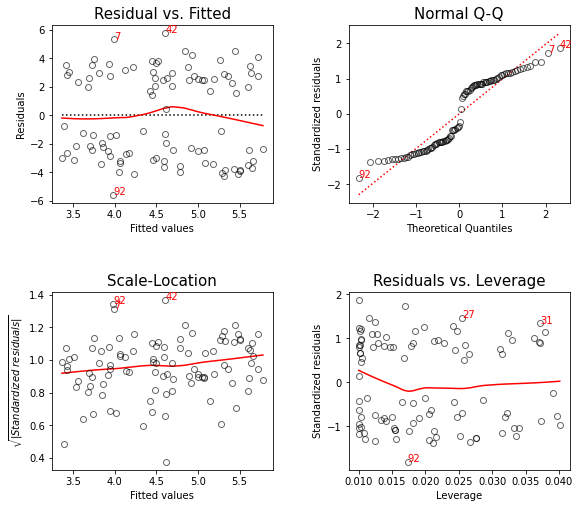 Residual vs. Fitted
6
4
2
0
−2
−4
−6
Residuals
7
42
92
3.5 4.0 4.5 5.0 5.5
Fitted values
Normal Q-Q
2
1
0
−1
−2
Standardized residuals
42
7
92
−2 −1 0 1 2
Theoretical Quantiles
Scale-Location
1.4
1.2
1.0
0.8
0.6
0.4
√|Standardized residuals|
92
42
3.5 4.0 4.5 5.0 5.5
Fitted values
Residuals vs. Leverage
2
1
0
−1
Standardized residuals
27
31
92
0.010 0.015 0.020 0.025 0.030 0.035 0.040
Leverage